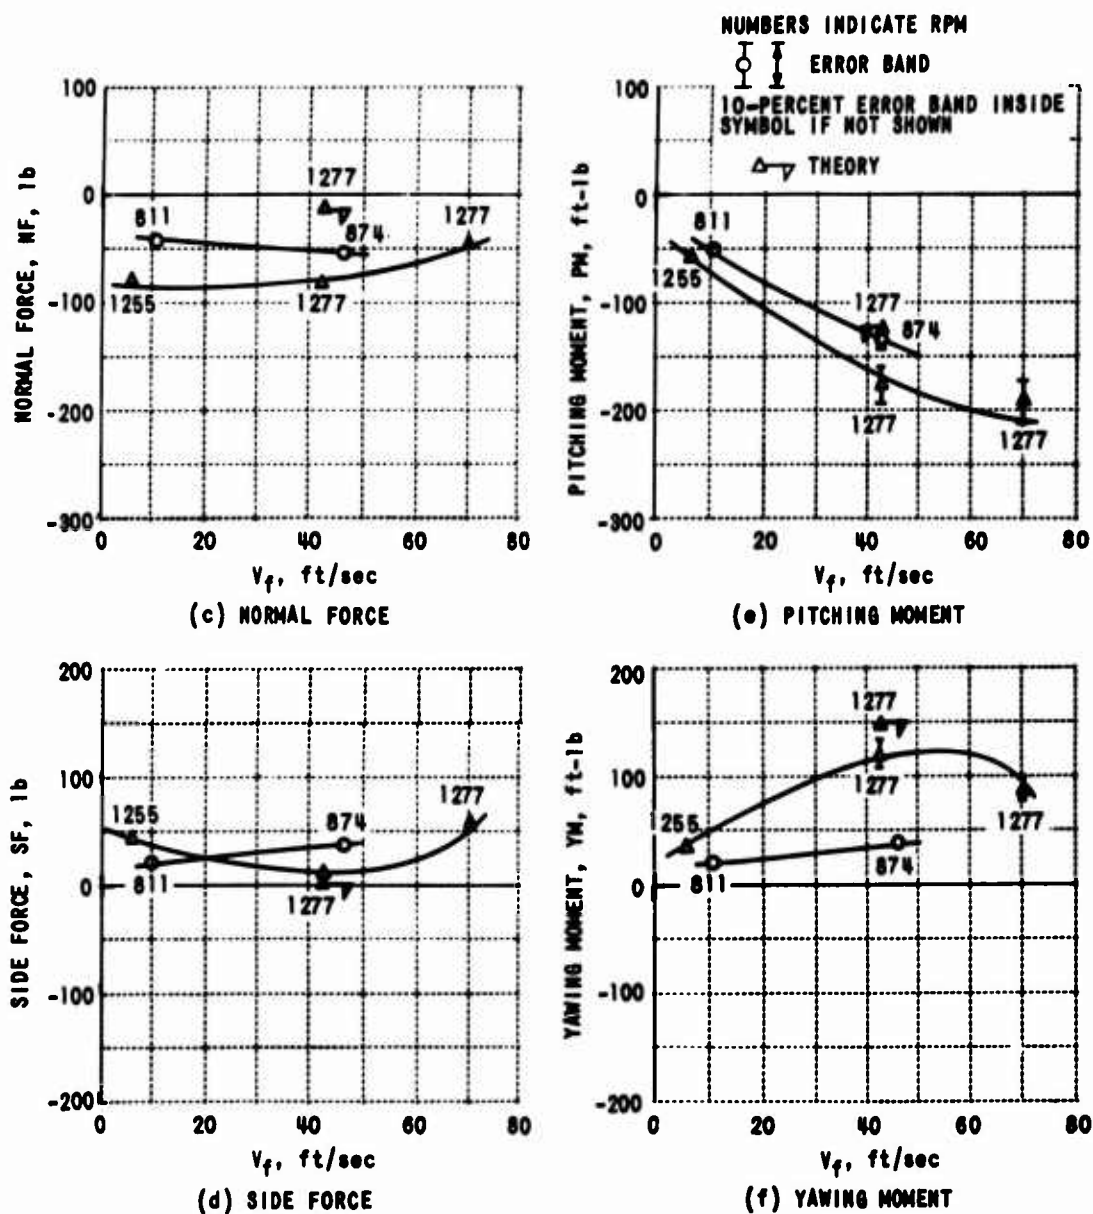 NUMBERS INDICATE RPM
ERROR BAND
10-PERCENT ERROR BAND INSIDE
SYMBOL IF NOT SHOWN
THEORY
NORMAL FORCE, NF, lb
100
0
-100
-200
-300
811
1277
874
1277
1255
1277
0 20 40 60 80
Vf, ft/sec
(c) NORMAL FORCE
PITCHING MOMENT, PM, ft-lb
100
0
-100
-200
-300
811
1255
1277
874
1277
1277
0 20 40 60 80
Vf, ft/sec
(e) PITCHING MOMENT
SIDE FORCE, SF, lb
200
100
0
-100
-200
1255
811
874
1277
1277
0 20 40 60 80
Vf, ft/sec
(d) SIDE FORCE
YAWING MOMENT, YM, ft-lb
200
100
0
-100
-200
1277
1277
1255
811
874
1277
0 20 40 60 80
Vf, ft/sec
(f) YAWING MOMENT